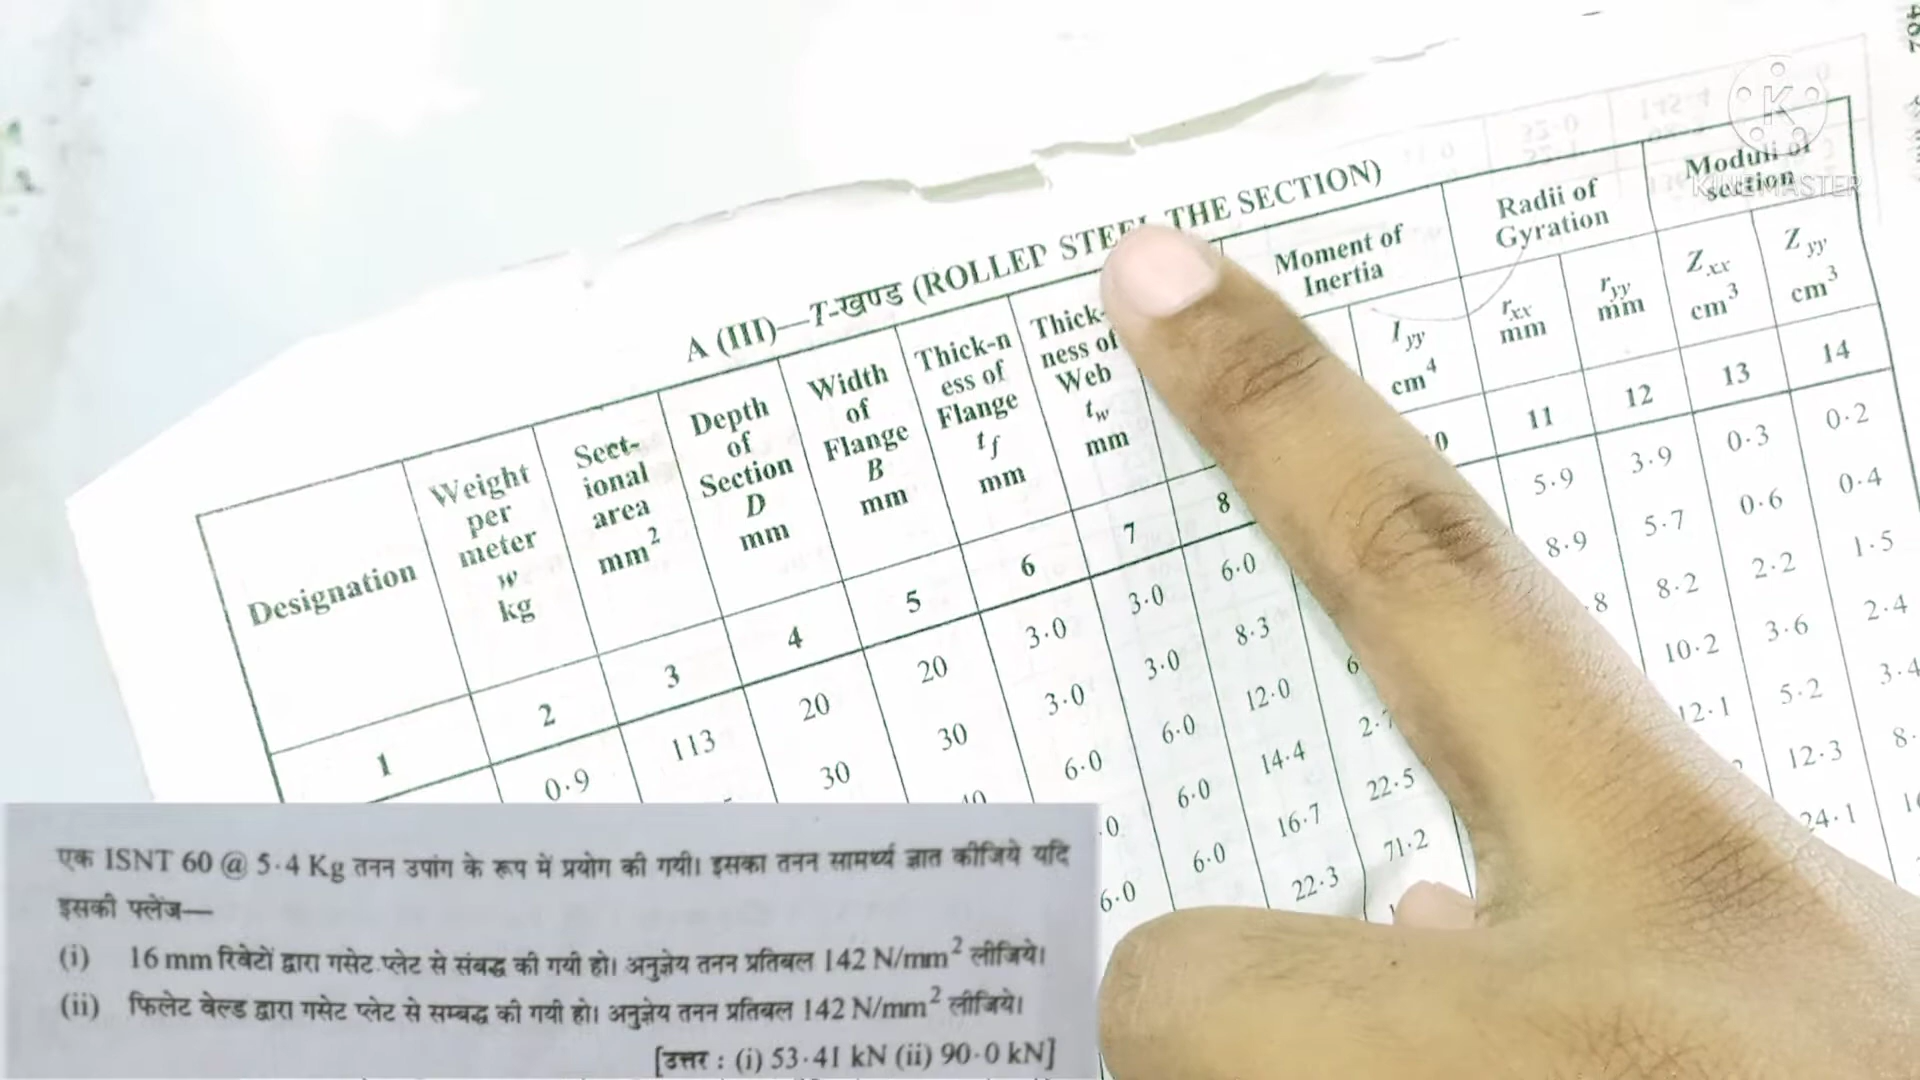 KINEMASTER
A (III)—T-खण्ड (ROLLED STEEL THE SECTION)
Designation
Weight per meter w kg
Sect-ional area mm²
Depth of Section D mm
Width of Flange B mm
Thick-n ess of Flange t_f mm
Thick-ness of Web t_w mm
Moment of Inertia
I_yy cm⁴
Radii of Gyration
r_xx mm
r_yy mm
Moduli of section
Z_xx cm³
Z_yy cm³
1 2 3 4 5 6 7 8 11 12 13 14
0·9 113 20 20 3·0 3·0 6·0 5·9 3·9 0·3 0·2
30 30 3·0 3·0 8·3 8·9 5·7 0·6 0·4
6·0 6·0 12·0 8·2 2·2 1·5
6·0 14·4 10·2 3·6 2·4
6·0 6·0 16·7 22·5 12·1 5·2 3·4
22·3 71·2 12·3
24·1
एक ISNT 60 @ 5·4 Kg तनन उपांग के रूप में प्रयोग की गयी। इसका तनन सामर्थ्य ज्ञात कीजिये यदि
इसकी फ्लेंज—
(i) 16 mm रिवेटों द्वारा गसेट प्लेट से संबद्ध की गयी हो। अनुज्ञेय तनन प्रतिबल 142 N/mm² लीजिये।
(ii) फिलेट वेल्ड द्वारा गसेट प्लेट से सम्बद्ध की गयी हो। अनुज्ञेय तनन प्रतिबल 142 N/mm² लीजिये।
[उत्तर : (i) 53·41 kN (ii) 90·0 kN]